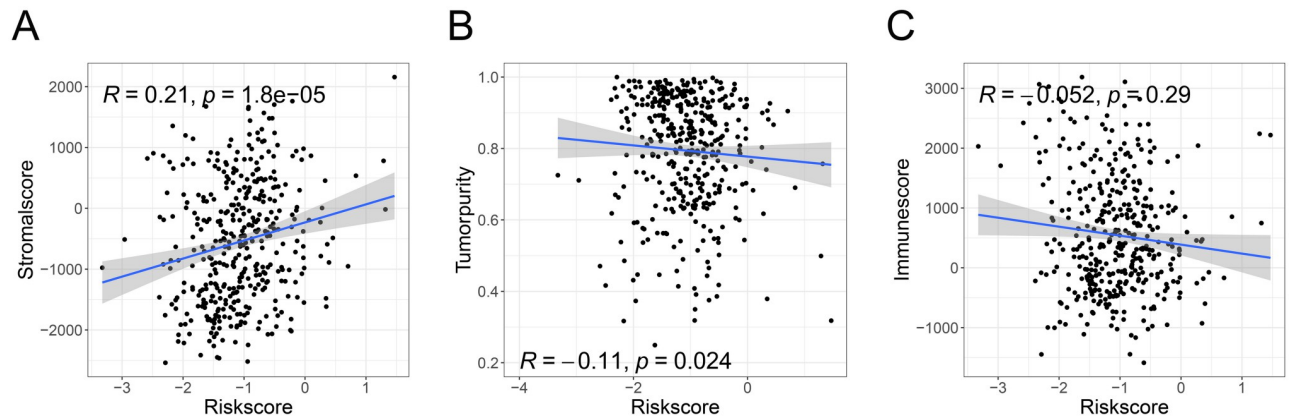 A
R = 0.21, p = 1.8e−05
Stromalscore
2000
1000
0
−1000
−2000
−3
−2
−1
0
1
Riskscore
B
R = −0.11, p = 0.024
Tumorpurity
1.0
0.8
0.6
0.4
0.2
−4
−2
0
Riskscore
C
R = −0.052, p = 0.29
Immunescore
3000
2000
1000
0
−1000
−3
−2
−1
0
1
Riskscore